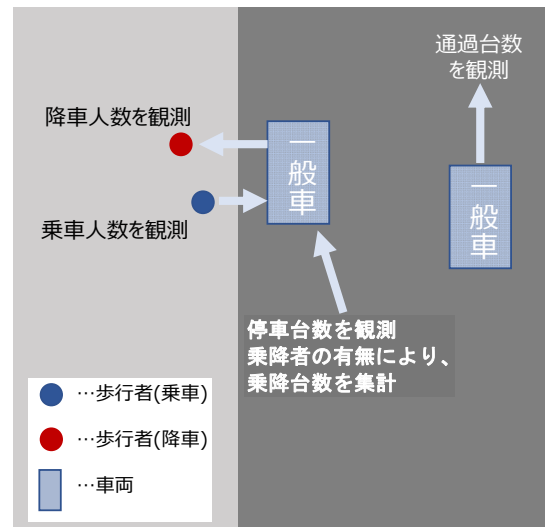 通過台数
を観測
降車人数を観測
一般車
乗車人数を観測
一般車
停車台数を観測
乗降者の有無により、
乗降台数を集計
…歩行者(乗車)
…歩行者(降車)
…車両